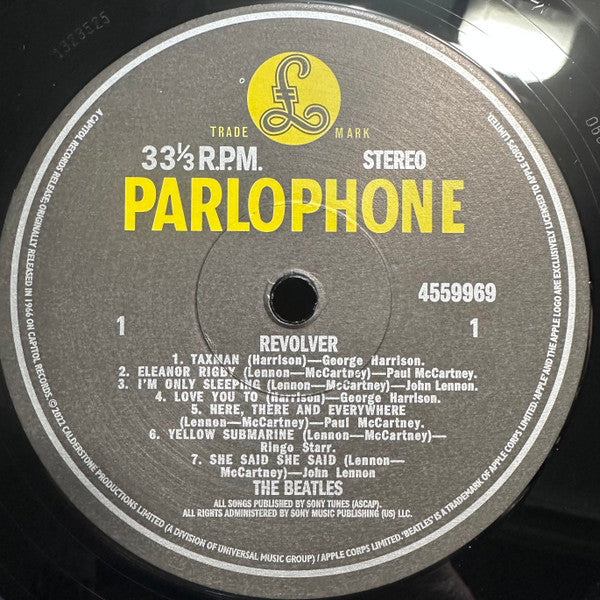 1323525
£
TRADE MARK
33⅓ R.P.M. STEREO
PARLOPHONE
4559969
1 1
REVOLVER
1. TAXMAN (Harrison)—George Harrison.
2. ELEANOR RIGBY (Lennon—McCartney)—Paul McCartney.
3. I'M ONLY SLEEPING (Lennon—McCartney)—John Lennon.
4. LOVE YOU TO (Harrison)—George Harrison.
5. HERE, THERE AND EVERYWHERE
(Lennon—McCartney)—Paul McCartney.
6. YELLOW SUBMARINE (Lennon—McCartney)—
Ringo Starr.
7. SHE SAID SHE SAID (Lennon—
McCartney)—John Lennon
THE BEATLES
ALL SONGS PUBLISHED BY SONY TUNES (ASCAP).
ALL RIGHTS ADMINISTERED BY SONY MUSIC PUBLISHING (US) LLC.
A CAPITOL RECORDS RELEASE; ORIGINALLY RELEASED IN 1966 ON CAPITOL RECORDS. ©2022 CALDERSTONE PRODUCTIONS LIMITED (A DIVISION OF UNIVERSAL MUSIC GROUP) / APPLE CORPS LIMITED. 'BEATLES' IS A TRADEMARK OF APPLE CORPS LIMITED. 'APPLE' AND THE APPLE LOGO ARE EXCLUSIVELY LICENSED TO APPLE CORPS LIMITED.